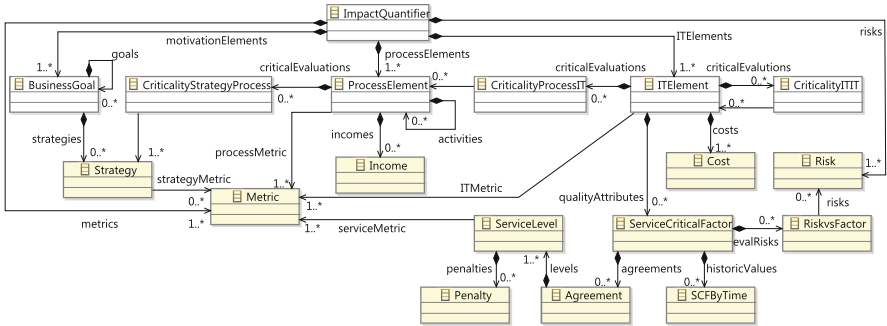 ImpactQuantifier
motivationElements
ITElements
risks
goals
processElements
1..*
criticalEvaluations
1..*
criticalEvaluations
1..*
criticalEvalutions
BusinessGoal
0..*
CriticalityStrategyProcess
0..*
ProcessElement
0..*
CriticalityProcessIT
0..*
ITElement
0..*
CriticalityITIT
0..*
strategies
0..*
activities
incomes
processMetric
costs
0..*
1..*
0..*
1..*
Strategy
Income
Cost
Risk
1..*
strategyMetric
1..*
ITMetric
qualityAttributes
0..*
0..*
risks
Metric
0..*
1..*
metrics
1..*
serviceMetric
1..*
ServiceLevel
ServiceCriticalFactor
0..*
evalRisks
RiskvsFactor
penalties
0..*
1..*
levels
agreements
0..*
historicValues
0..*
Penalty
Agreement
SCFByTime